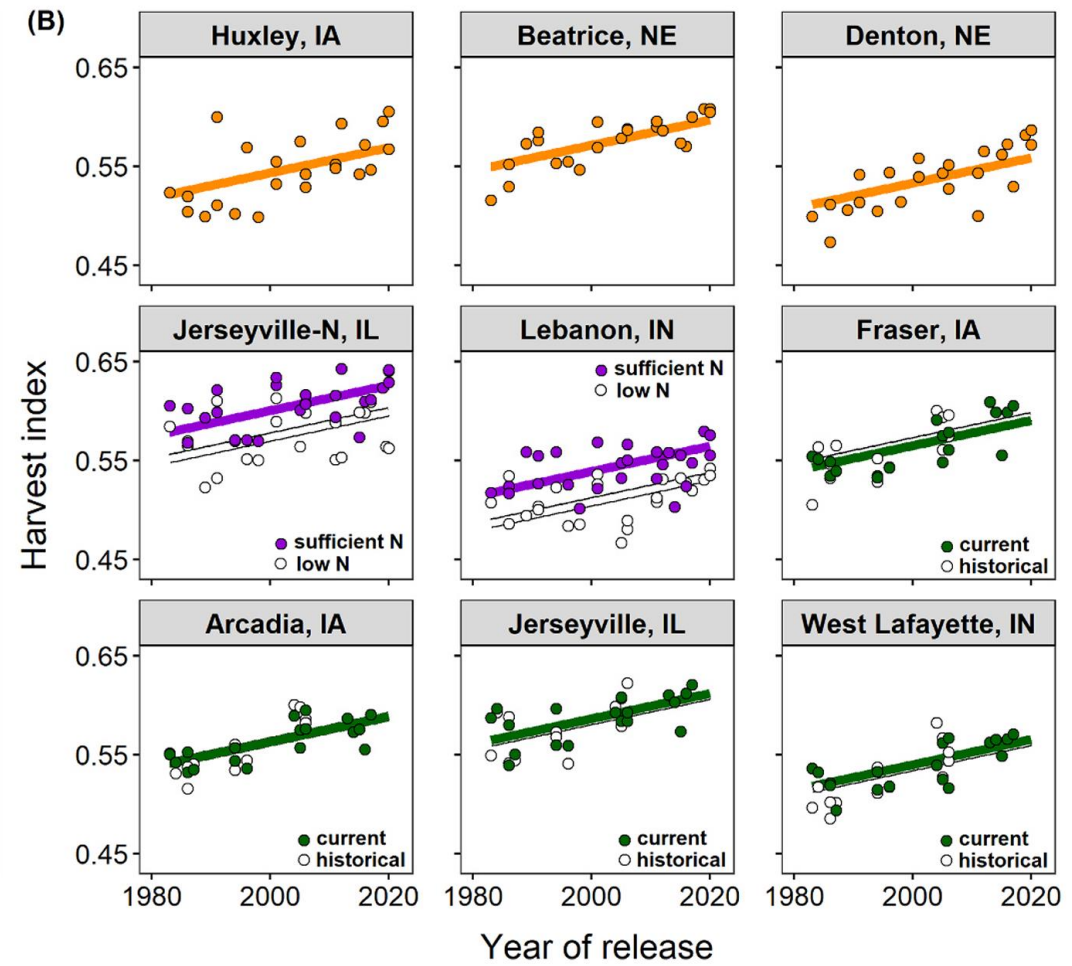 (B)
Huxley, IA
Beatrice, NE
Denton, NE
0.65
0.55
0.45
Jerseyville-N, IL
Lebanon, IN
Fraser, IA
0.65
0.55
0.45
sufficient N
low N
sufficient N
low N
current
historical
Arcadia, IA
Jerseyville, IL
West Lafayette, IN
0.65
0.55
0.45
current
historical
current
historical
current
historical
1980 2000 2020 1980 2000 2020 1980 2000 2020
Harvest index
Year of release